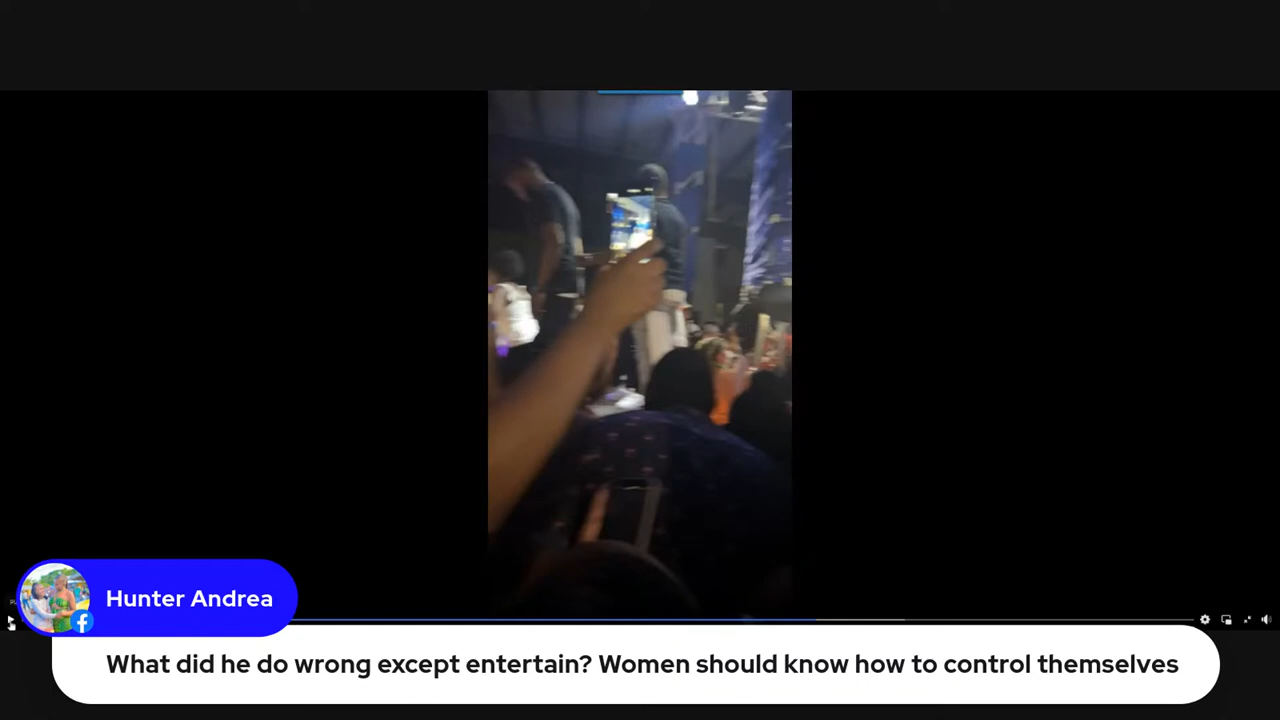 Hunter Andrea
What did he do wrong except entertain? Women should know how to control themselves